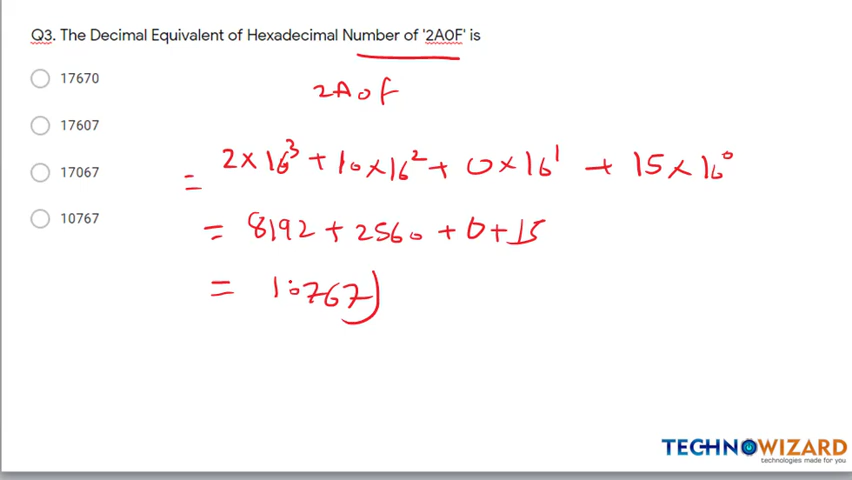 Q3. The Decimal Equivalent of Hexadecimal Number of '2A0F' is
17670
2A0F
17607
= 2×16³ + 10×16² + 0×16¹ + 15×16⁰
17067
10767
= 8192 + 2560 + 0 + 15
= 10767)
TECHNOWIZARD
technologies made for you